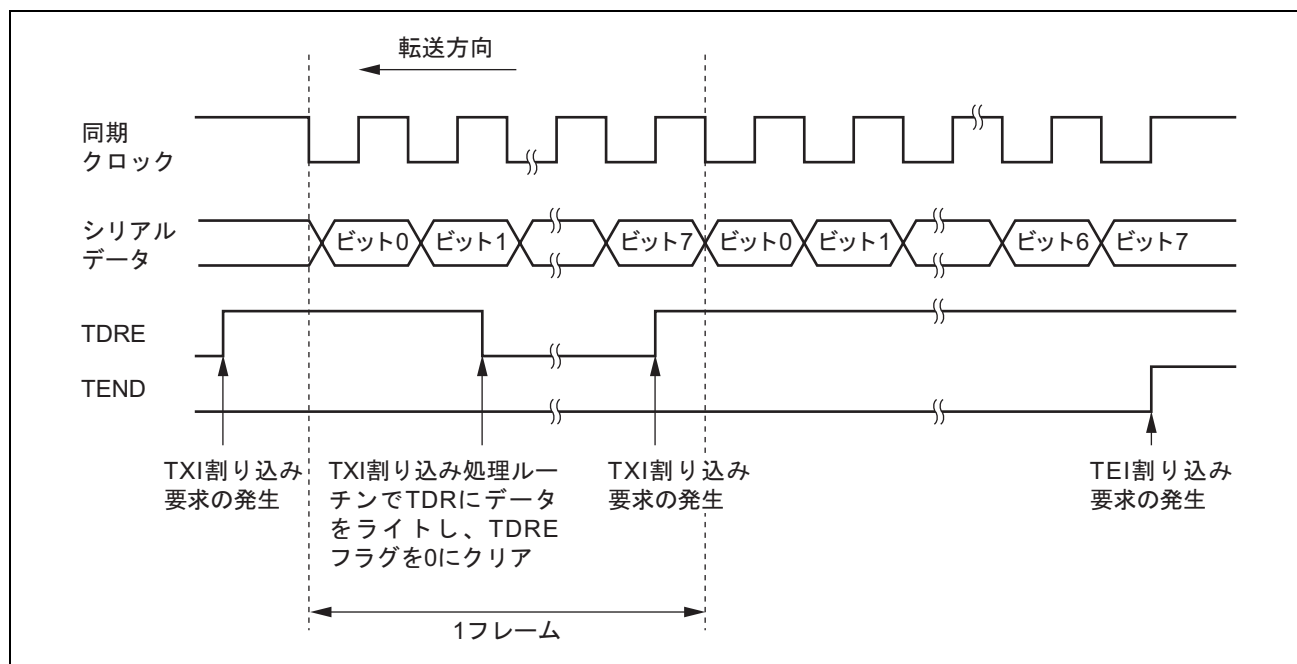 転送方向
同期
クロック
シリアル
データ
ビット0
ビット1
ビット7
ビット0
ビット1
ビット6
ビット7
TDRE
TEND
TXI割り込み
要求の発生
TXI割り込み処理ルー
チンでTDRにデータ
をライトし、TDRE
フラグを0にクリア
TXI割り込み
要求の発生
TEI割り込み
要求の発生
1フレーム